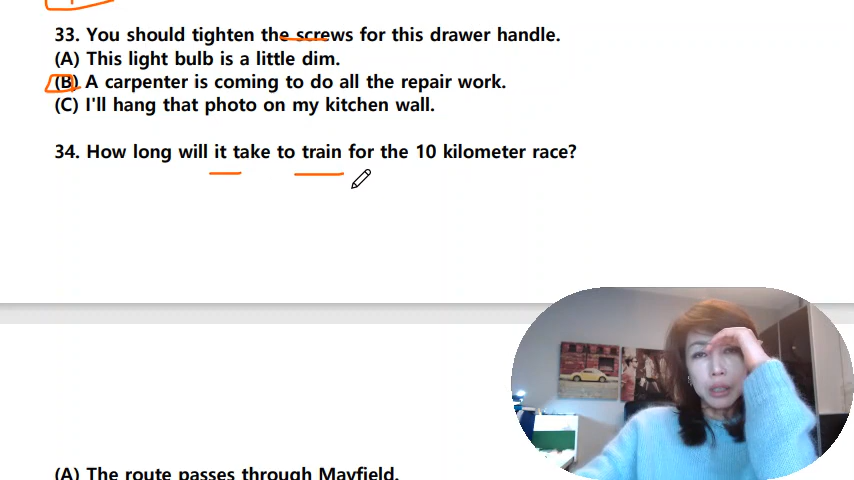 33. You should tighten the screws for this drawer handle.
(A) This light bulb is a little dim.
(B) A carpenter is coming to do all the repair work.
(C) I'll hang that photo on my kitchen wall.
34. How long will it take to train for the 10 kilometer race?
(A) The route passes through Mayfield.